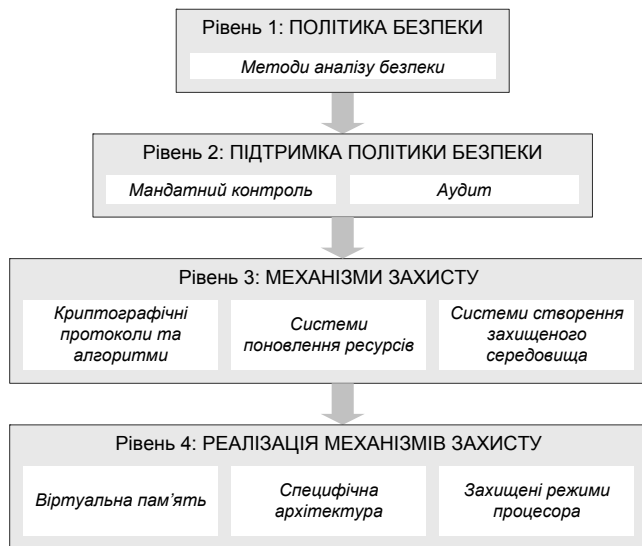 Рівень 1: ПОЛІТИКА БЕЗПЕКИ
Методи аналізу безпеки
Рівень 2: ПІДТРИМКА ПОЛІТИКИ БЕЗПЕКИ
Мандатний контроль
Аудит
Рівень 3: МЕХАНІЗМИ ЗАХИСТУ
Криптографічні
протоколи та
алгоритми
Системи
поновлення ресурсів
Системи створення
захищеного
середовища
Рівень 4: РЕАЛІЗАЦІЯ МЕХАНІЗМІВ ЗАХИСТУ
Віртуальна пам’ять
Специфічна
архітектура
Захищені режими
процесора